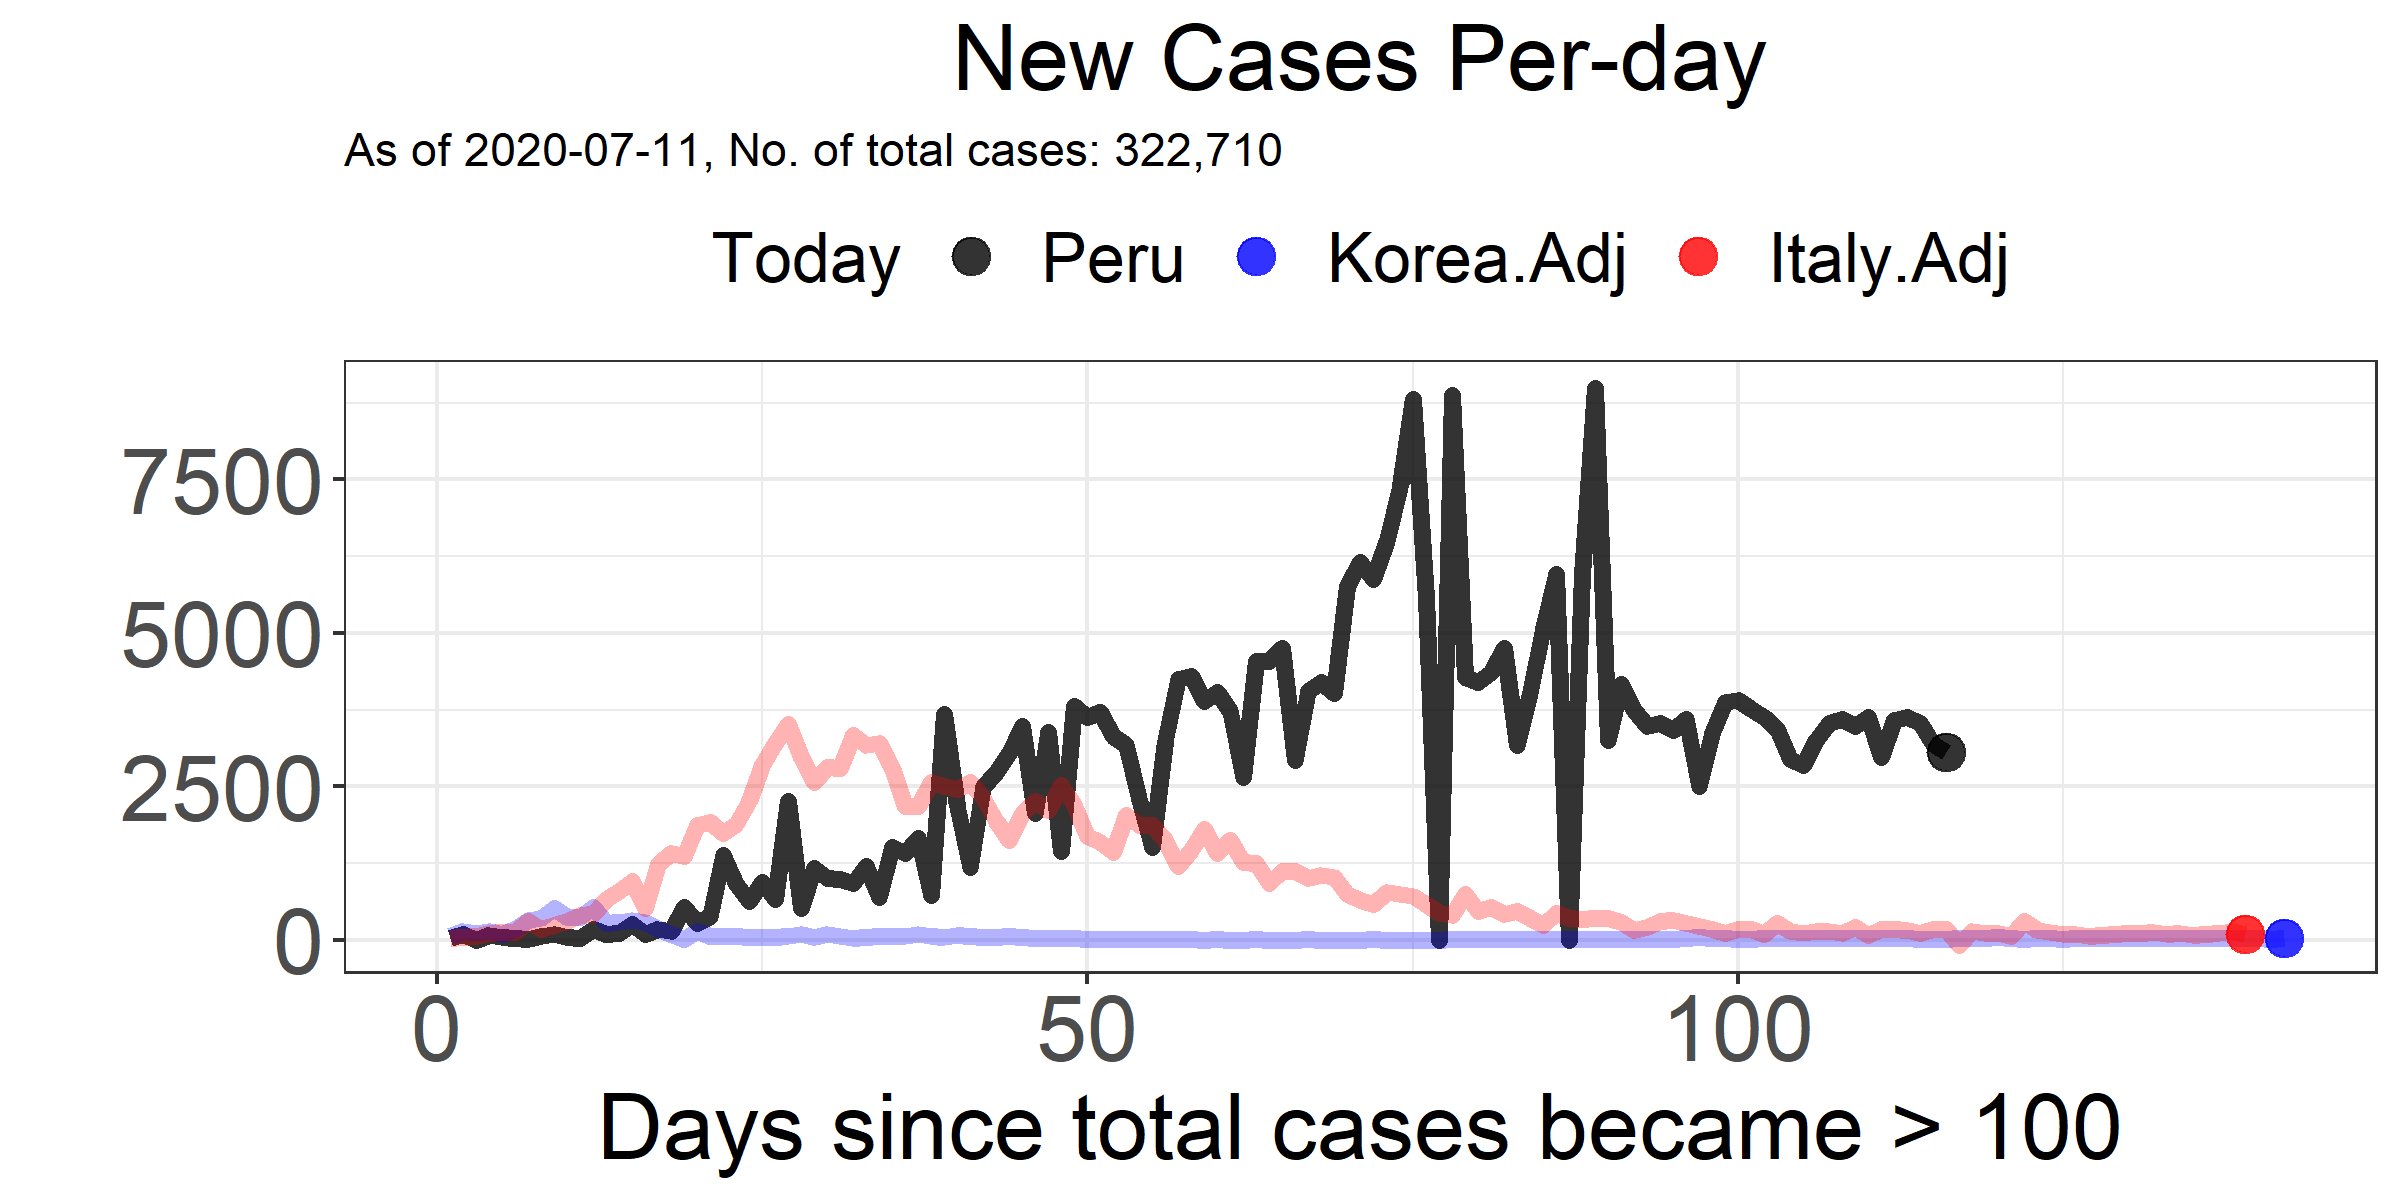 New Cases Per-day
As of 2020-07-11, No. of total cases: 322,710
Today Peru Korea.Adj Italy.Adj
7500
5000
2500
0
0 50 100
Days since total cases became > 100